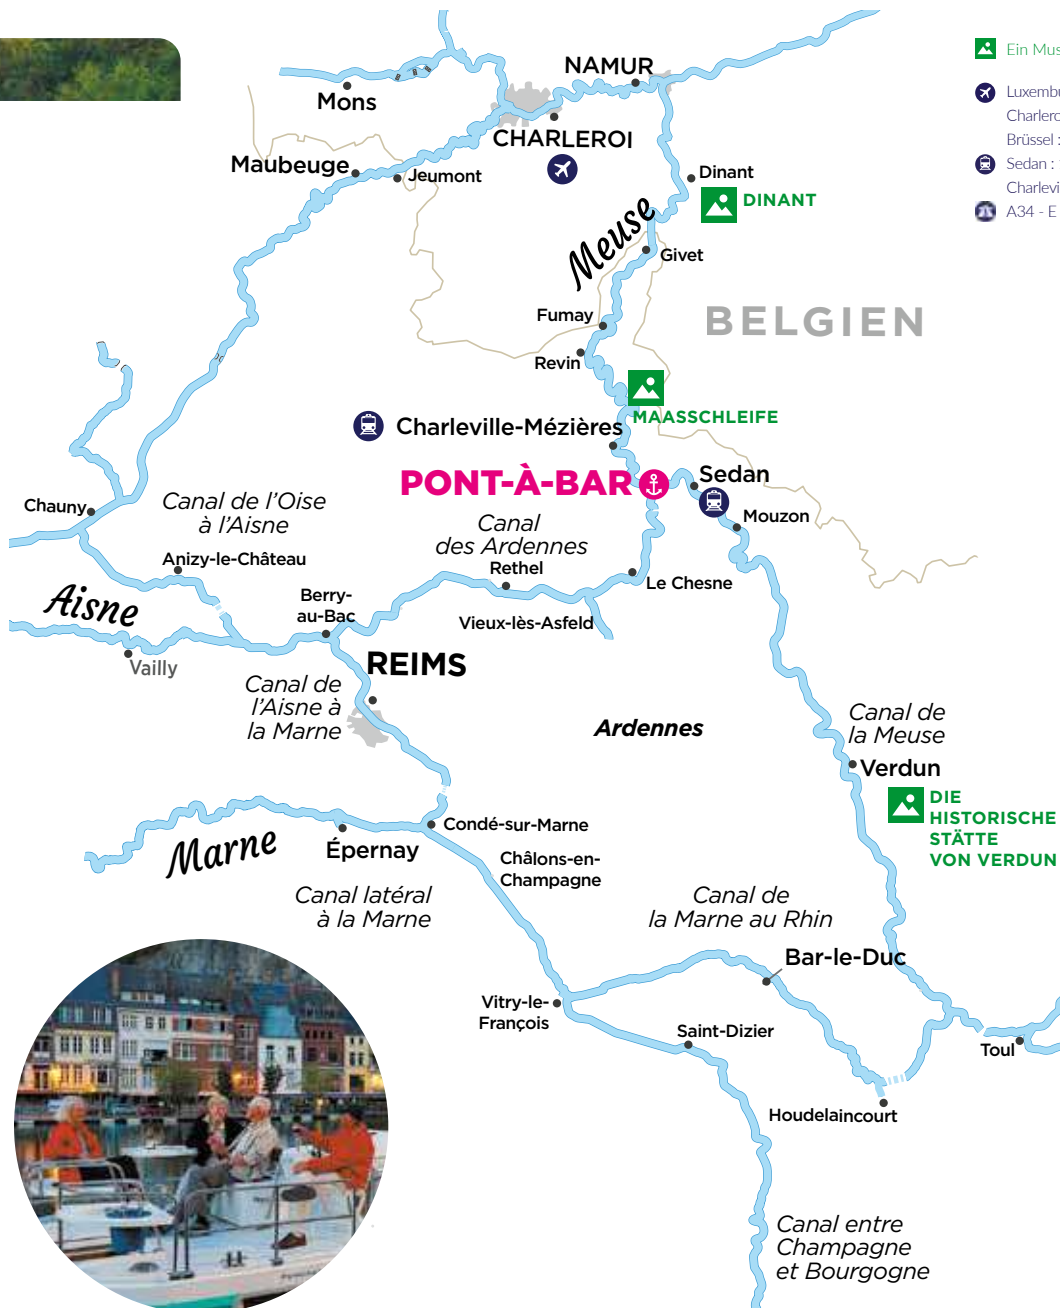 NAMUR
Mons
CHARLEROI
Maubeuge
Jeumont
Dinant
DINANT
Meuse
Givet
Fumay
BELGIEN
Revin
MAASSCHLEIFE
Charleville-Mézières
PONT-À-BAR
Sedan
Mouzon
Chauny
Canal de l'Oise
à l'Aisne
Anizy-le-Château
Canal
des Ardennes
Rethel
Le Chesne
Aisne
Berry-
au-Bac
Vieux-lès-Asfeld
Vailly
REIMS
Canal de
l'Aisne à
la Marne
Ardennes
Canal de
la Meuse
Verdun
DIE
HISTORISCHE
STÄTTE
VON VERDUN
Marne
Épernay
Condé-sur-Marne
Châlons-en-
Champagne
Canal latéral
à la Marne
Canal de
la Marne au Rhin
Bar-le-Duc
Vitry-le-
François
Saint-Dizier
Toul
Houdelaincourt
Canal entre
Champagne
et Bourgogne
Ein Mus
Luxembu
Charlero
Brüssel :
Sedan :
Charlevi
A34 - E